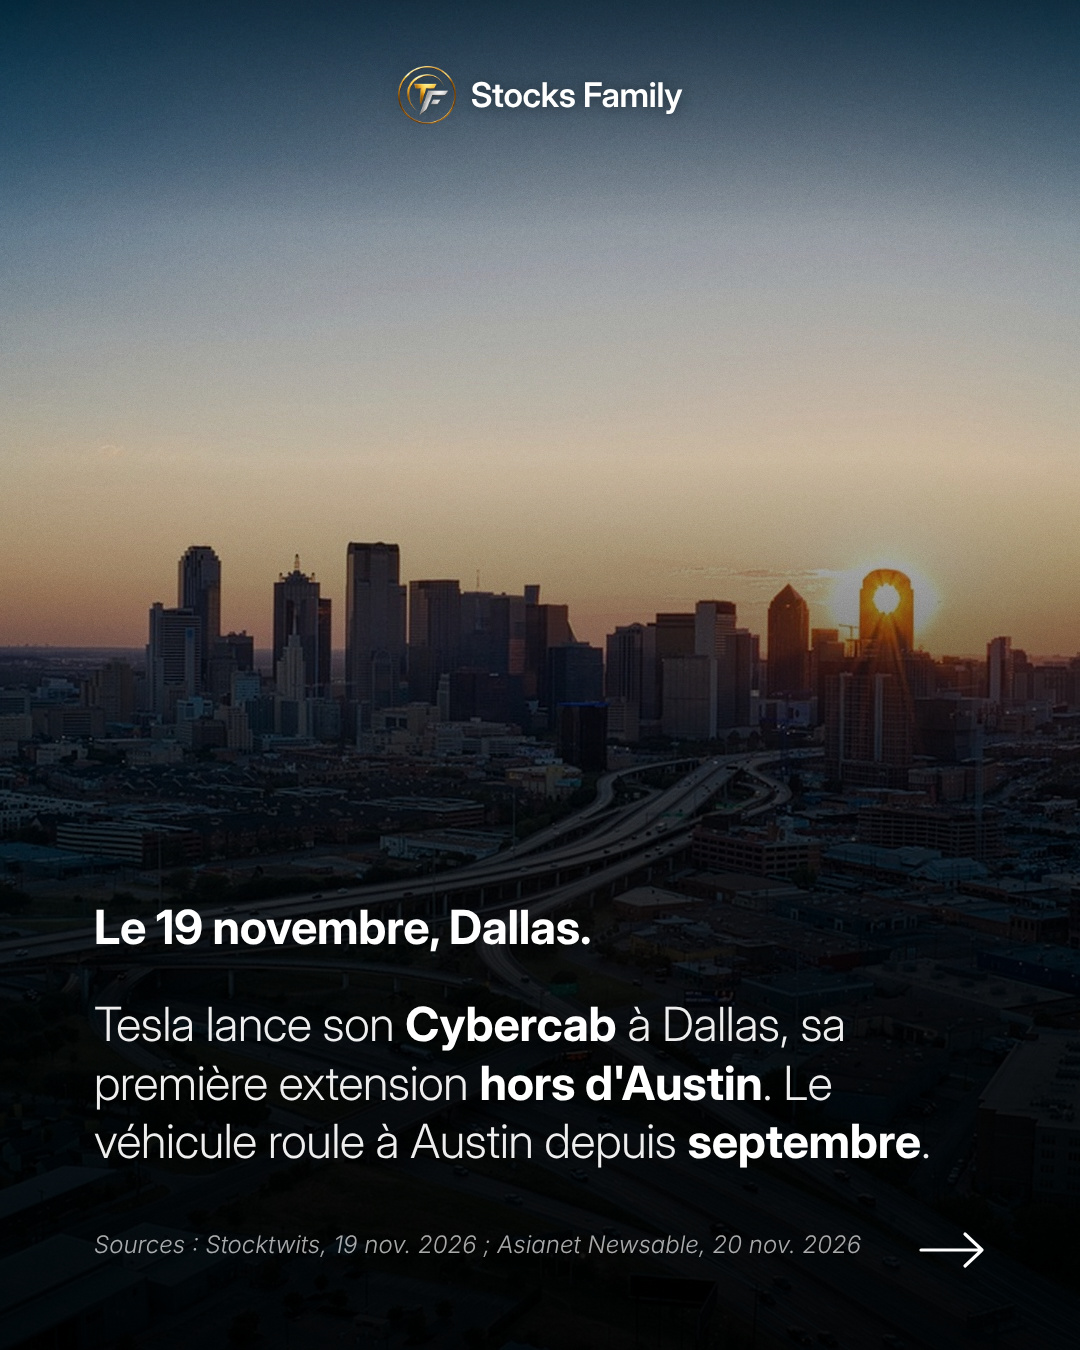 Stocks Family
Le 19 novembre, Dallas.
Tesla lance son Cybercab à Dallas, sa
première extension hors d'Austin. Le
véhicule roule à Austin depuis septembre.
Sources : Stocktwits, 19 nov. 2026 ; Asianet Newsable, 20 nov. 2026